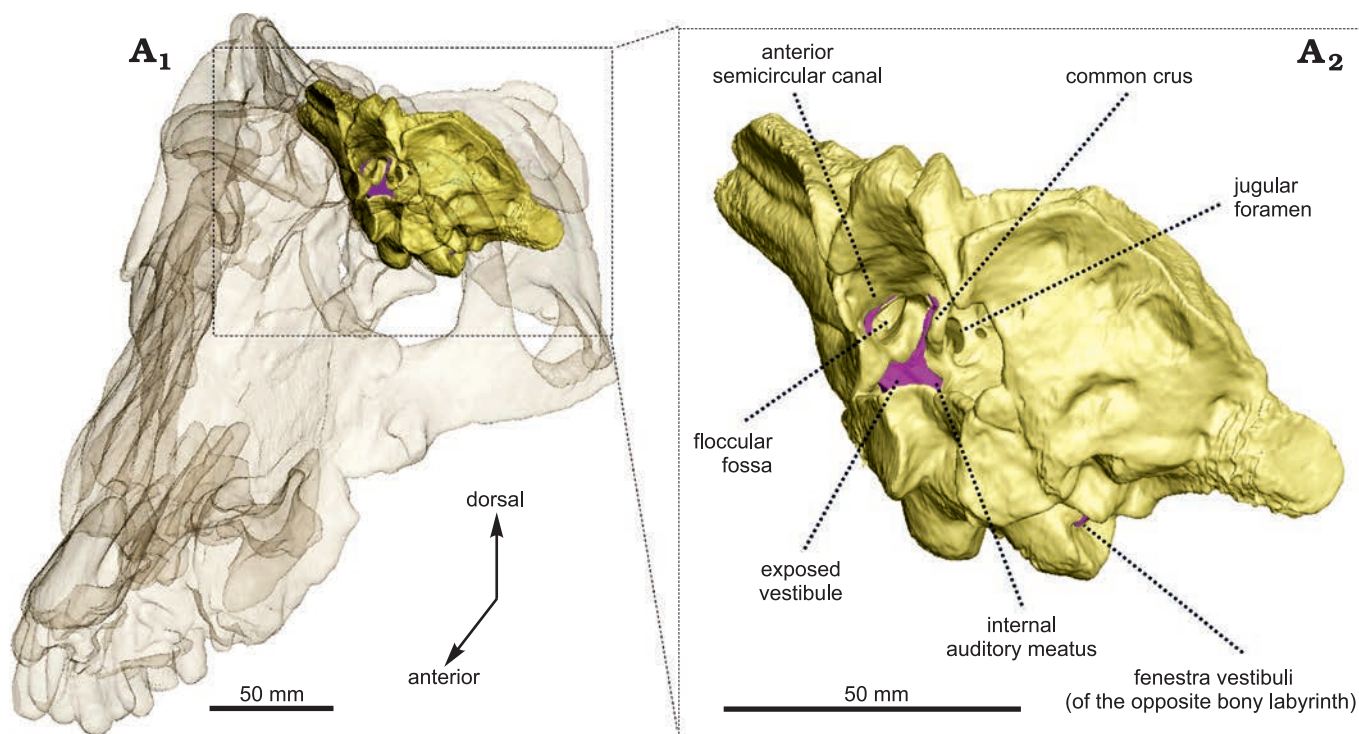 A1
dorsal
anterior
50 mm
A2
anterior
semicircular canal
common crus
jugular
foramen
floccular
fossa
exposed
vestibule
internal
auditory meatus
fenestra vestibuli
(of the opposite bony labyrinth)
50 mm